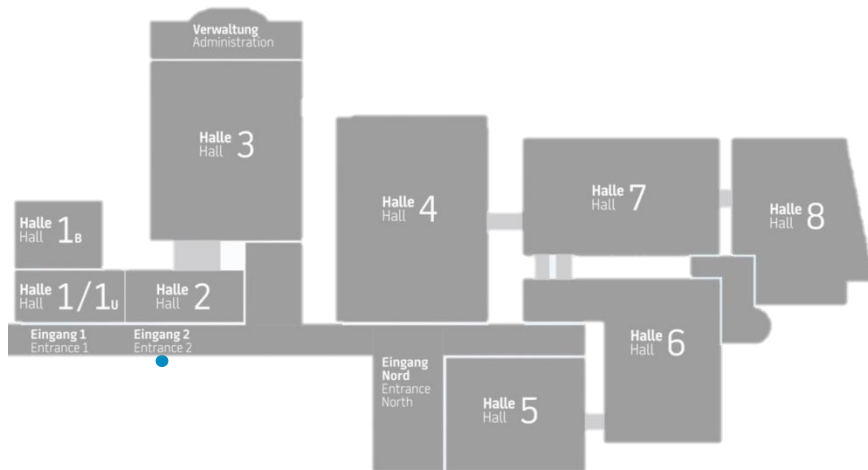 Verwaltung
Administration
Halle
Hall 3
Halle
Hall 4
Halle
Hall 7
Halle
Hall 8
Halle
Hall 1B
Halle
Hall 1/1U
Halle
Hall 2
Eingang 1
Entrance 1
Eingang 2
Entrance 2
Halle
Hall 6
Eingang
Nord
Entrance
North
Halle
Hall 5